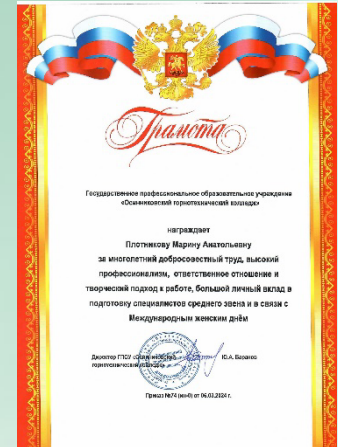 Грамота
Государственное профессиональное образовательное учреждение
«Осинниковский горнотехнический колледж»
награждает
Плотникову Марину Анатольевну
за многолетний добросовестный труд, высокий
профессионализм, ответственное отношение и
творческий подход к работе, большой личный вклад в
подготовку специалистов среднего звена и в связи с
Международным женским днём
Директор ГПОУ Ю.А.
горнотехнический
Приказ №74 от 06.03.2024 г.